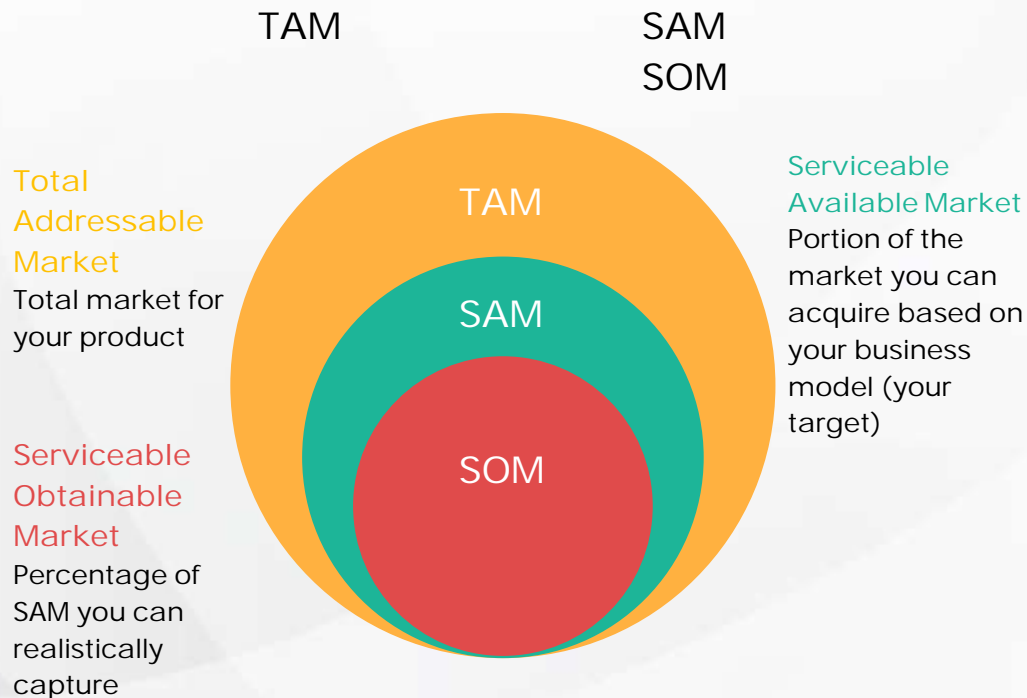 TAM
SAM
SOM
Total
Addressable
Market
Total market for
your product
Serviceable
Obtainable
Market
Percentage of
SAM you can
realistically
capture
TAM
SAM
SOM
Serviceable
Available Market
Portion of the
market you can
acquire based on
your business
model (your
target)